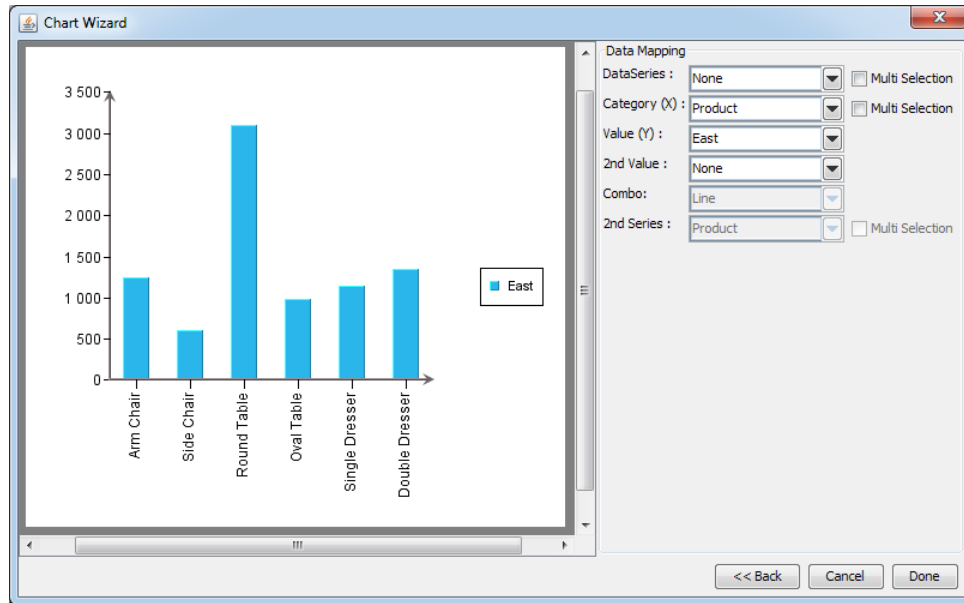 Chart Wizard
3 500
3 000
2 500
2 000
1 500
1 000
500
0
Arm Chair
Side Chair
Round Table
Oval Table
Single Dresser
Double Dresser
East
Data Mapping
DataSeries : None Multi Selection
Category (X) : Product Multi Selection
Value (Y) : East
2nd Value : None
Combo: Line
2nd Series : Product Multi Selection
<< Back Cancel Done